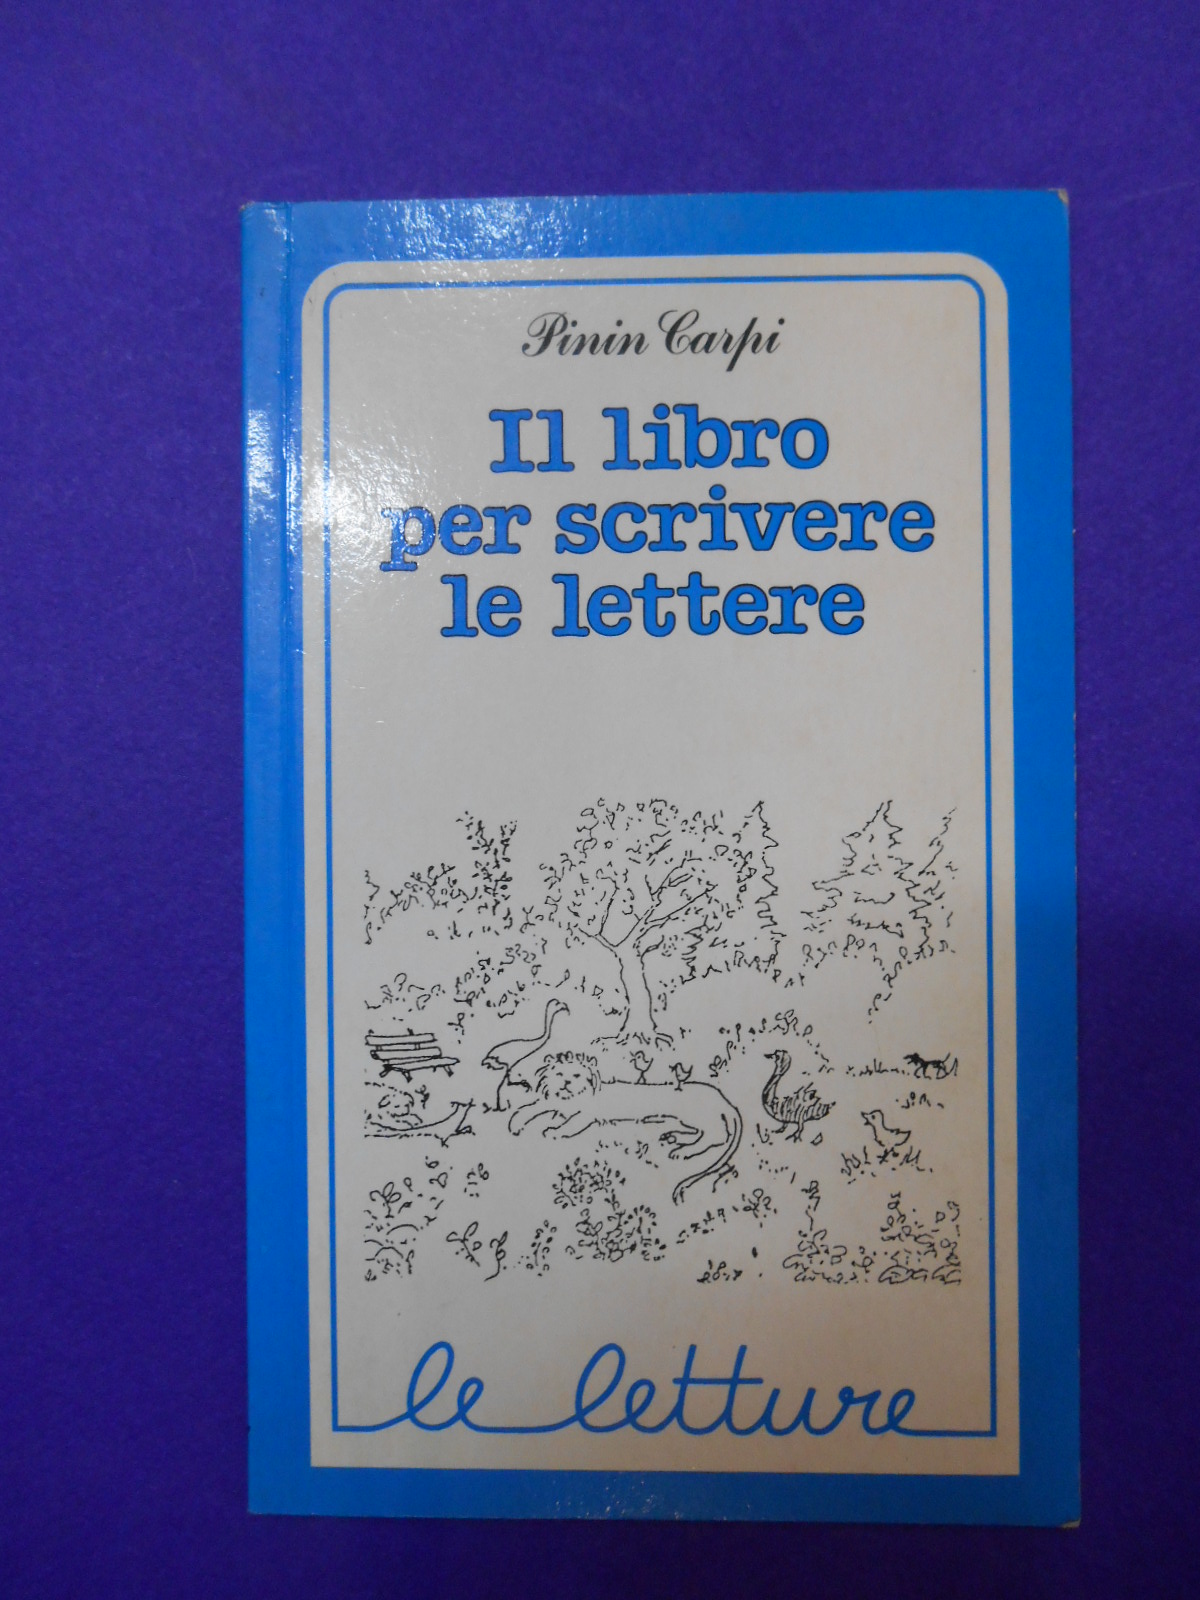 Pinin Carpi
Il libro
per scrivere
le lettere
le letture